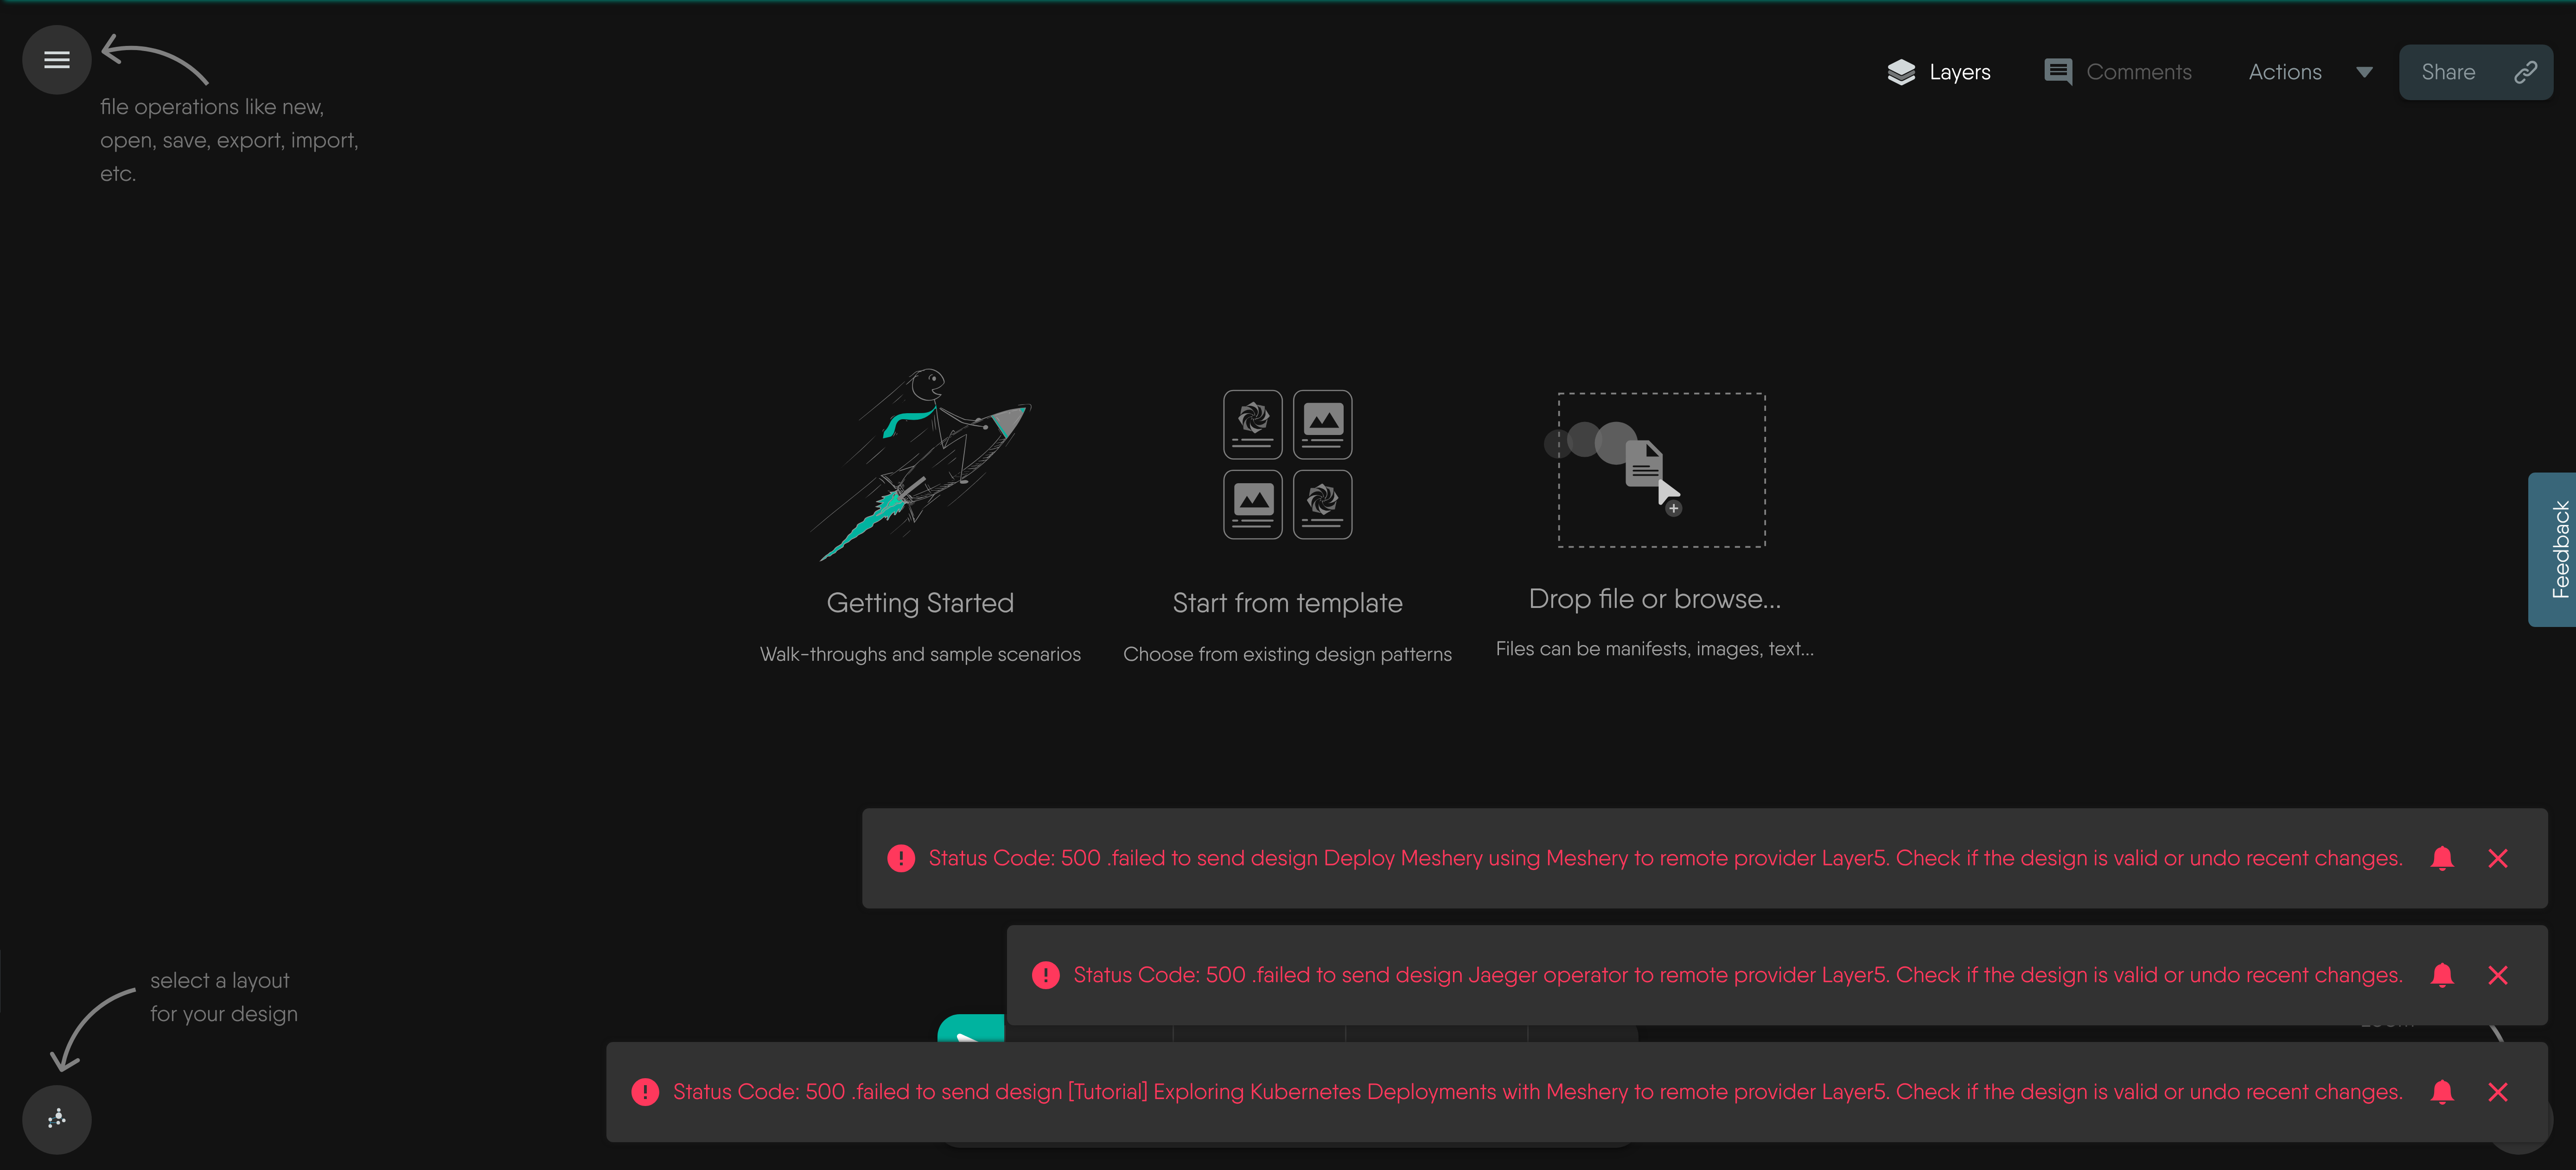 file operations like new,
open, save, export, import,
etc.
Layers
Comments
Actions
Share
Getting Started
Walk-throughs and sample scenarios
Start from template
Choose from existing design patterns
Drop file or browse...
Files can be manifests, images, text...
Feedback
Status Code: 500 .failed to send design Deploy Meshery using Meshery to remote provider Layer5. Check if the design is valid or undo recent changes.
Status Code: 500 .failed to send design Jaeger operator to remote provider Layer5. Check if the design is valid or undo recent changes.
select a layout
for your design
Status Code: 500 .failed to send design [Tutorial] Exploring Kubernetes Deployments with Meshery to remote provider Layer5. Check if the design is valid or undo recent changes.